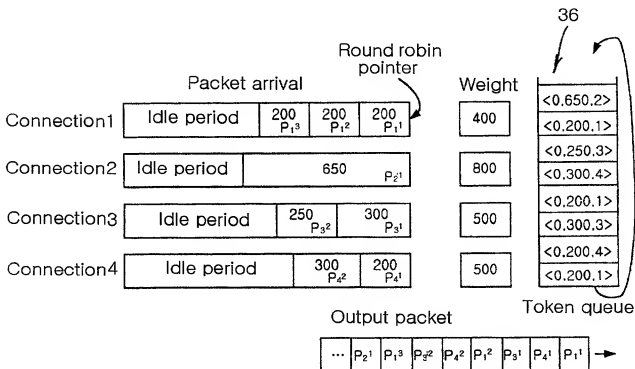 36
Round robin
pointer
Packet arrival
Weight
Connection1
Idle period
200
P₁³
200
P₁²
200
P₁¹
400
Connection2
Idle period
650
P₂¹
800
Connection3
Idle period
250
P₃²
300
P₃¹
500
Connection4
Idle period
300
P₄²
200
P₄¹
500
<0,650,2>
<0,200,1>
<0,250,3>
<0,300,4>
<0,200,1>
<0,300,3>
<0,200,4>
<0,200,1>
Token queue
Output packet
... P₂¹ P₁³ P₃² P₄² P₁² P₃¹ P₄¹ P₁¹